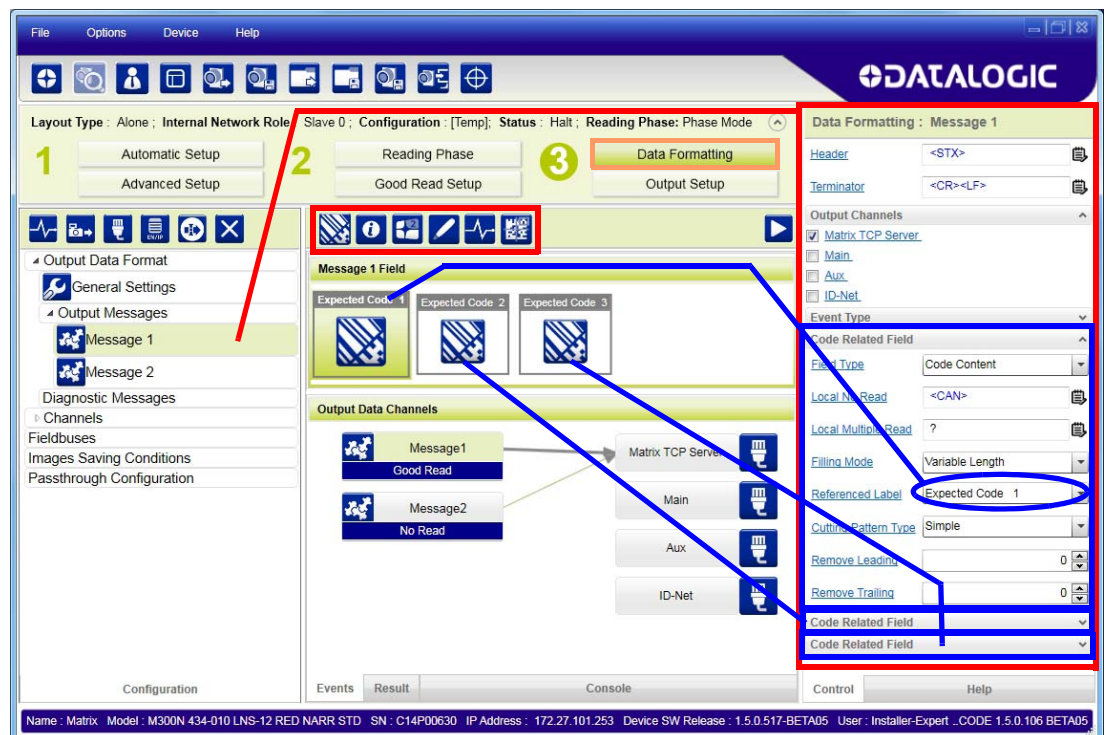 File Options Device Help
DATALOGIC
Layout Type : Alone ; Internal Network Role Slave 0 ; Configuration : [Temp]; Status : Halt ; Reading Phase: Phase Mode
1 Automatic Setup
Advanced Setup
2 Reading Phase
Good Read Setup
3 Data Formatting
Output Setup
EN/IP
Output Data Format
General Settings
Output Messages
Message 1
Message 2
Diagnostic Messages
Channels
Fieldbuses
Images Saving Conditions
Passthrough Configuration
Configuration
Message 1 Field
Expected Code 1 Expected Code 2 Expected Code 3
Output Data Channels
Message1
Good Read
Message2
No Read
Matrix TCP Server
Main
Aux
ID-Net
Events Result Console
Data Formatting : Message 1
Header <STX>
Terminator <CR><LF>
Output Channels
Matrix TCP Server
Main
Aux
ID-Net
Event Type
Code Related Field
Field Type Code Content
Local No Read <CAN>
Local Multiple Read ?
Filling Mode Variable Length
Referenced Label Expected Code 1
Cutting Pattern Type Simple
Remove Leading 0
Remove Trailing 0
Code Related Field
Code Related Field
Control Help
Name : Matrix Model : M300N 434-010 LNS-12 RED NARR STD SN : C14P00630 IP Address : 172.27.101.253 Device SW Release : 1.5.0.517-BETA05 User : Installer-Expert ..CODE 1.5.0.106 BETA05